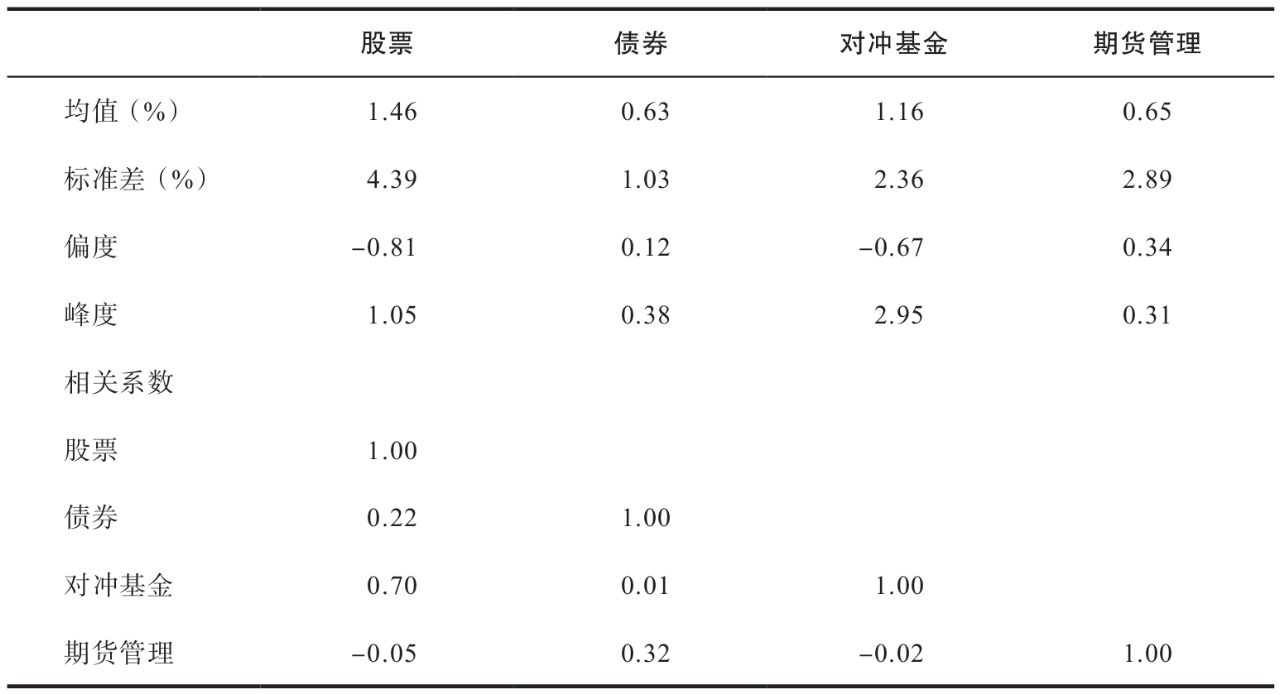 股票 债券 对冲基金 期货管理
均值（%） 1.46 0.63 1.16 0.65
标准差（%） 4.39 1.03 2.36 2.89
偏度 –0.81 0.12 –0.67 0.34
峰度 1.05 0.38 2.95 0.31
相关系数
股票 1.00
债券 0.22 1.00
对冲基金 0.70 0.01 1.00
期货管理 –0.05 0.32 –0.02 1.00